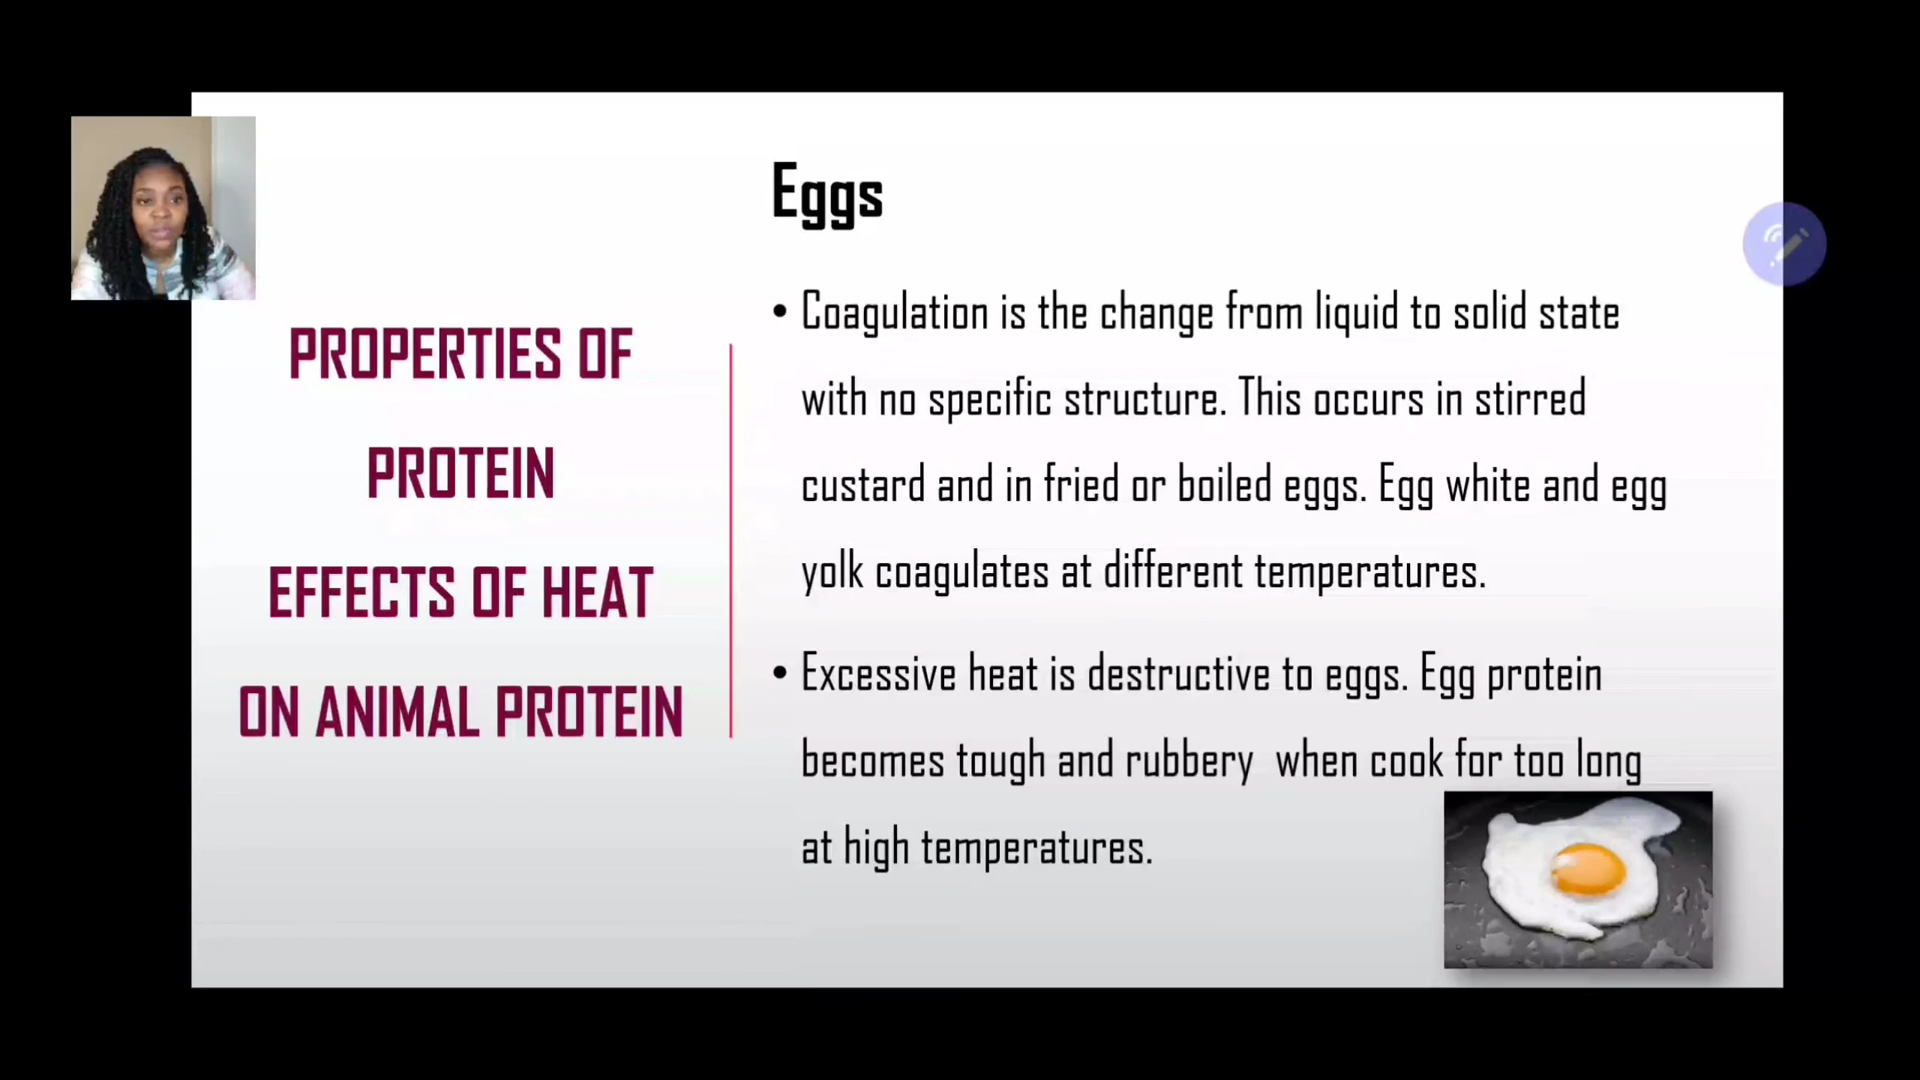 PROPERTIES OF
PROTEIN
EFFECTS OF HEAT
ON ANIMAL PROTEIN
Eggs
• Coagulation is the change from liquid to solid state
with no specific structure. This occurs in stirred
custard and in fried or boiled eggs. Egg white and egg
yolk coagulates at different temperatures.
• Excessive heat is destructive to eggs. Egg protein
becomes tough and rubbery  when cook for too long
at high temperatures.